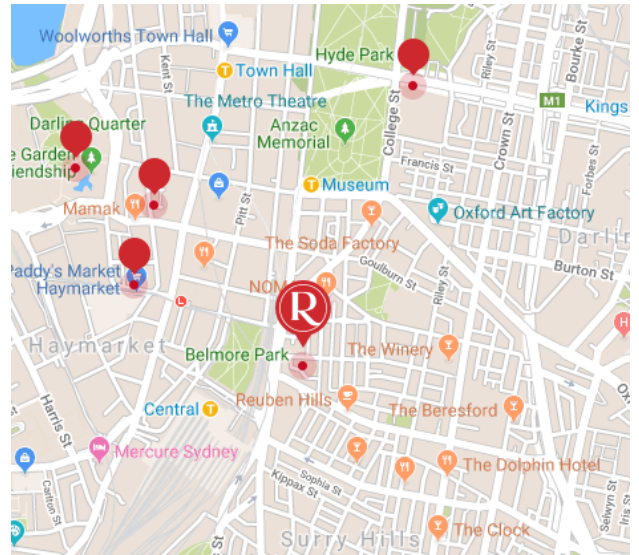 Woolworths Town Hall
Hyde Park
Kent St
Riley St
Bourke St
T Town Hall
The Metro Theatre
College St
M1
Kings
Darling Quarter
Anzac
Memorial
Crown St
e Garden
riendship
Francis St
Forbes St
Mamak
Pitt St
T Museum
Oxford Art Factory
The Soda Factory
Darlin
Goulburn St
Burton St
Paddy's Market
Haymarket
Riley St
NOM
L
R
H
Haymarket
Belmore Park
The Winery
Reuben Hills
The Beresford
Central T
Harris St
Mercure Sydney
The Dolphin Hotel
Sophia St
Kippax St
Carlton St
Selwyn St
Iris St
The Clock
Surry Hills